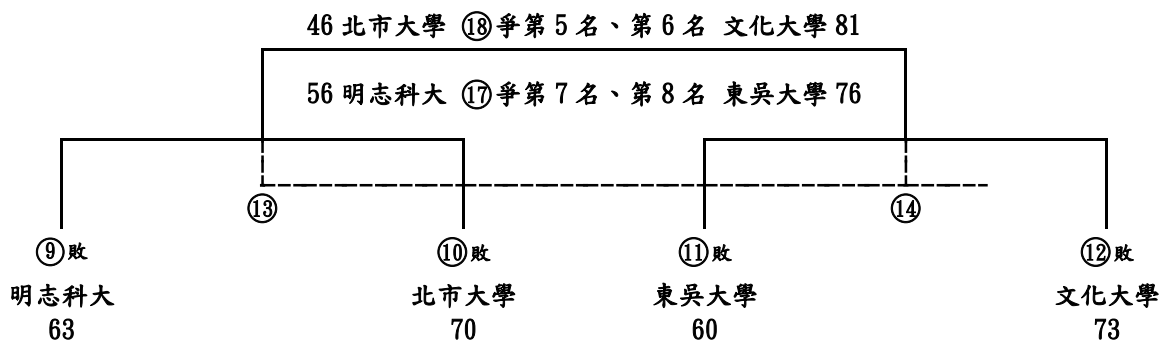 46 北市大學 ⑱爭第 5 名、第 6 名 文化大學 81
56 明志科大 ⑰爭第 7 名、第 8 名 東吳大學 76
⑬ ⑭
⑨敗 ⑩敗 ⑪敗 ⑫敗
明志科大 北市大學 東吳大學 文化大學
63 70 60 73